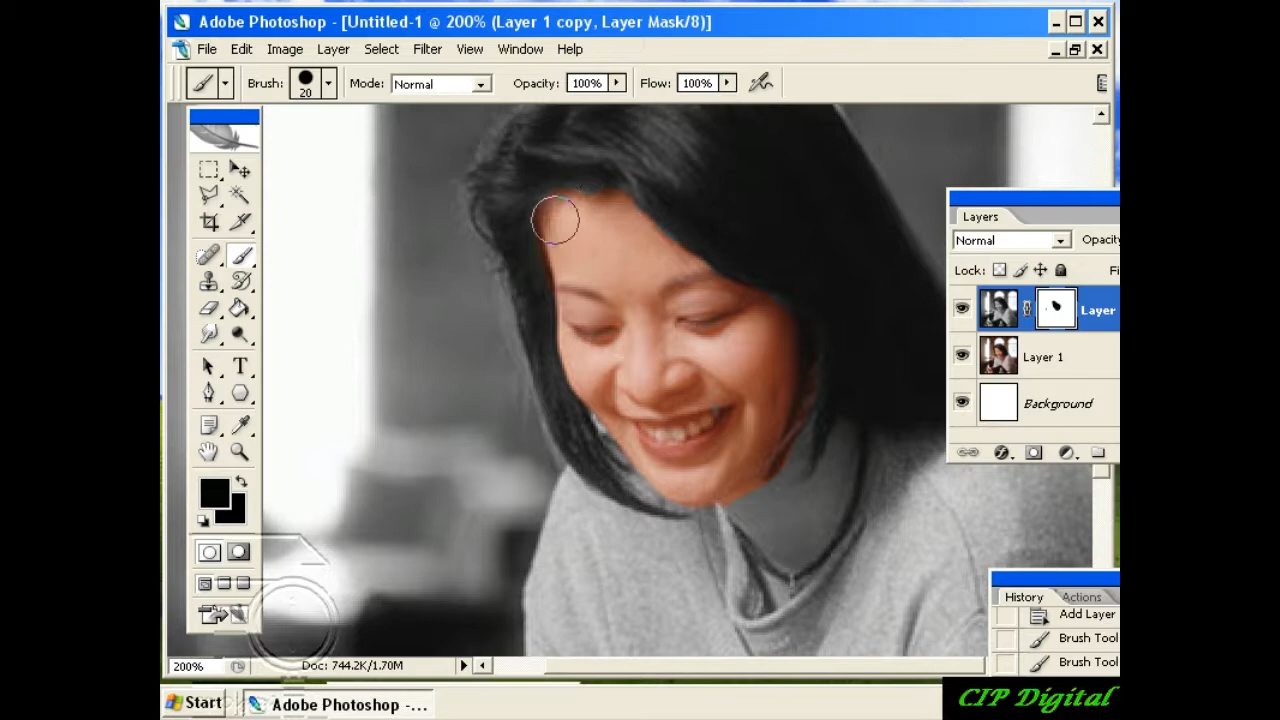 Adobe Photoshop - [Untitled-1 @ 200% (Layer 1 copy, Layer Mask/8)]
File Edit Image Layer Select Filter View Window Help
Brush: 20 Mode: Normal Opacity: 100% Flow: 100%
Layers
Normal Opacity
Lock: Fi
Layer
Layer 1
Background
T
History Actions
Add Layer
Brush Tool
Brush Tool
200% Doc: 744.2K/1.70M
Start Adobe Photoshop -...
CIP Digital